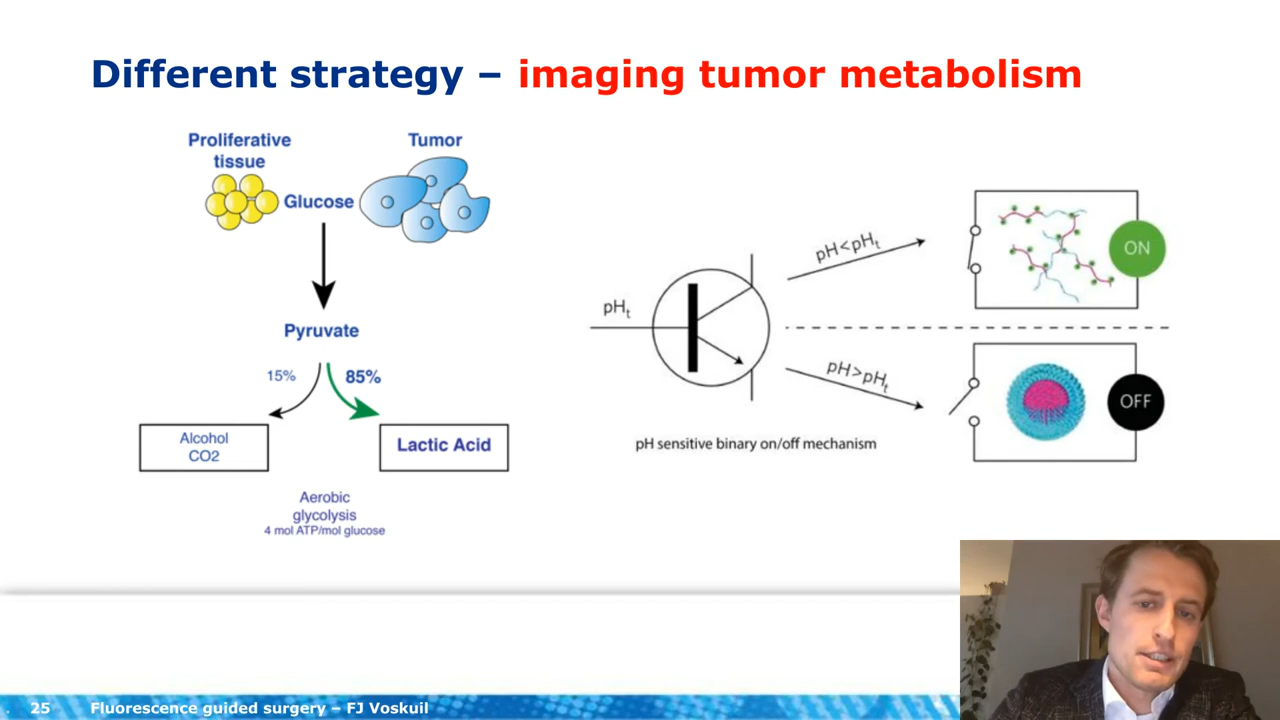 Different strategy – imaging tumor metabolism
Proliferative
tissue
Tumor
Glucose
Pyruvate
15%
85%
Alcohol
CO2
Lactic Acid
Aerobic
glycolysis
4 mol ATP/mol glucose
pHt
pH<pHt
ON
pH>pHt
OFF
pH sensitive binary on/off mechanism
25 Fluorescence guided surgery – FJ Voskuil